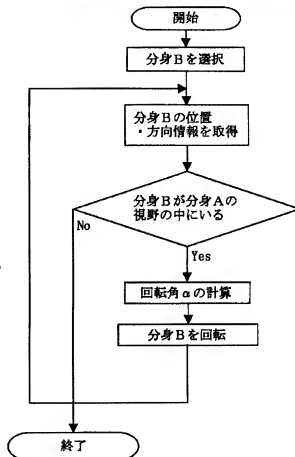 開始
分身Bを選択
分身Bの位置
・方向情報を取得
分身Bが分身Aの
視野の中にいる
No
Yes
回転角αの計算
分身Bを回転
終了